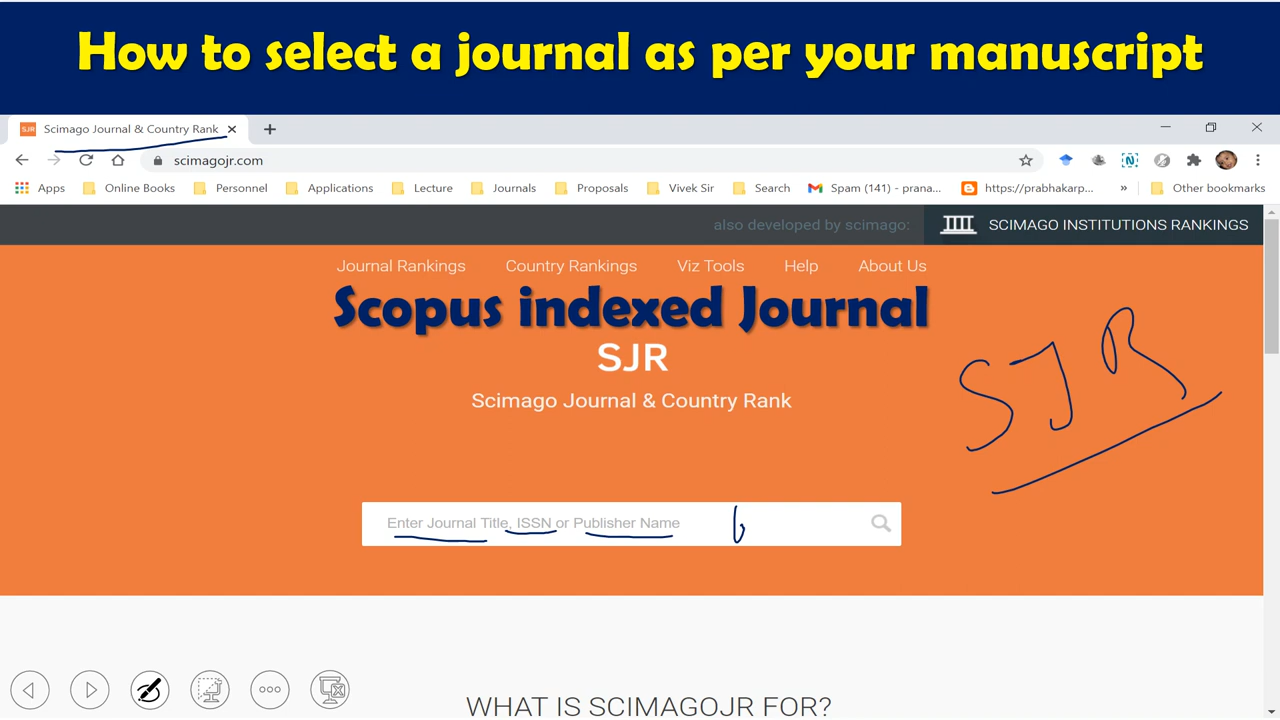 How to select a journal as per your manuscript
SJR Scimago Journal & Country Rank
scimagojr.com
Apps Online Books Personnel Applications Lecture Journals Proposals Vivek Sir Search Spam (141) - prana... https://prabhakarp... » Other bookmarks
also developed by scimago: SCIMAGO INSTITUTIONS RANKINGS
Journal Rankings Country Rankings Viz Tools Help About Us
Scopus indexed Journal
SJR
Scimago Journal & Country Rank
SJR
Enter Journal Title, ISSN or Publisher Name
WHAT IS SCIMAGOJR FOR?